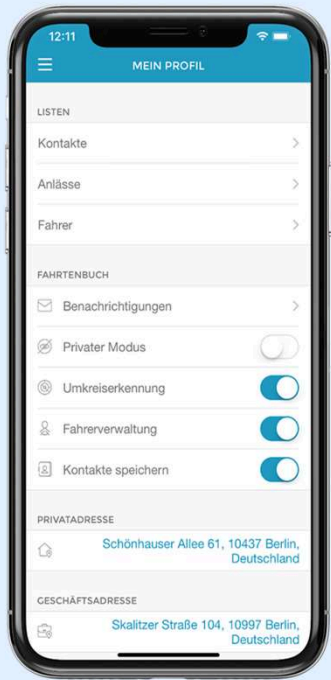 12:11
MEIN PROFIL
LISTEN
Kontakte
Anlässe
Fahrer
FAHRTENBUCH
Benachrichtigungen
Privater Modus
Umkreiserkennung
Fahrerverwaltung
Kontakte speichern
PRIVATADRESSE
Schönhauser Allee 61, 10437 Berlin,
Deutschland
GESCHÄFTSADRESSE
Skalitzer Straße 104, 10997 Berlin,
Deutschland